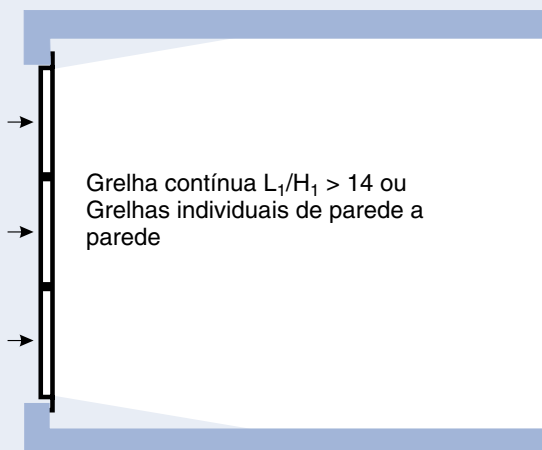 Grelha contínua L₁/H₁ > 14 ou
Grelhas individuais de parede a
parede